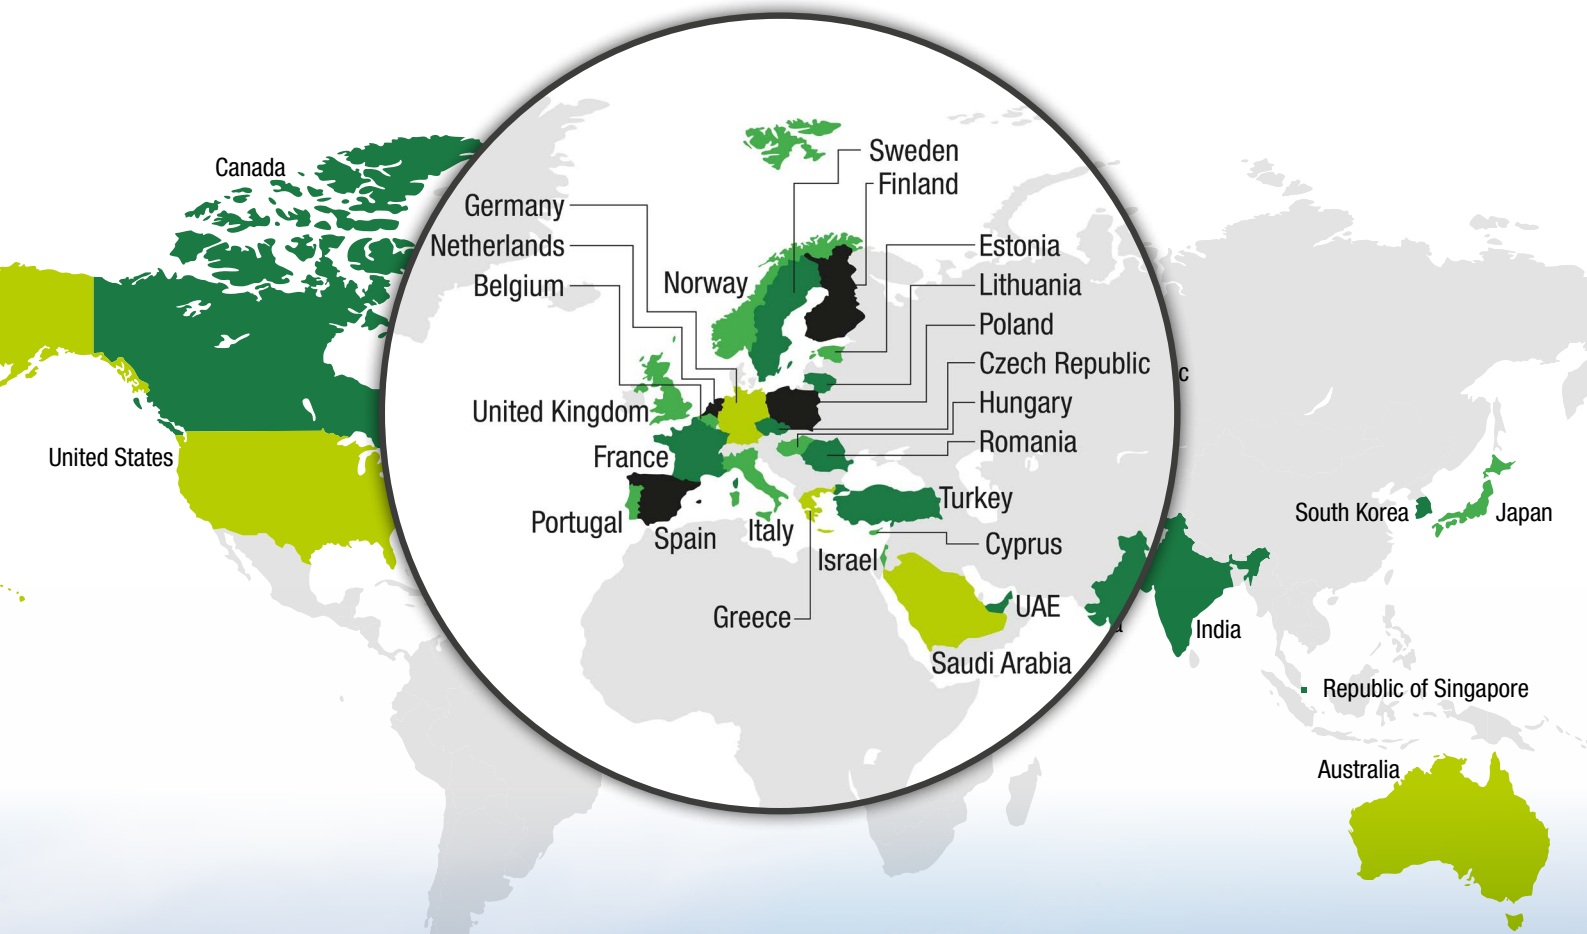 Canada
United States
Germany
Netherlands
Belgium
Norway
United Kingdom
France
Portugal
Spain
Italy
Israel
Greece
Sweden
Finland
Estonia
Lithuania
Poland
Czech Republic
Hungary
Romania
Turkey
Cyprus
UAE
Saudi Arabia
c
a
India
South Korea
Japan
Republic of Singapore
Australia